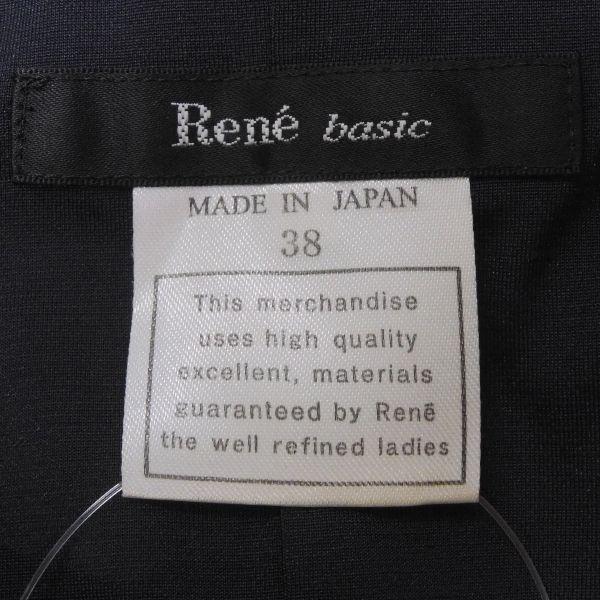 René basic
MADE IN JAPAN
38
This merchandise
uses high quality
excellent, materials
guaranteed by Renē
the well refined ladies